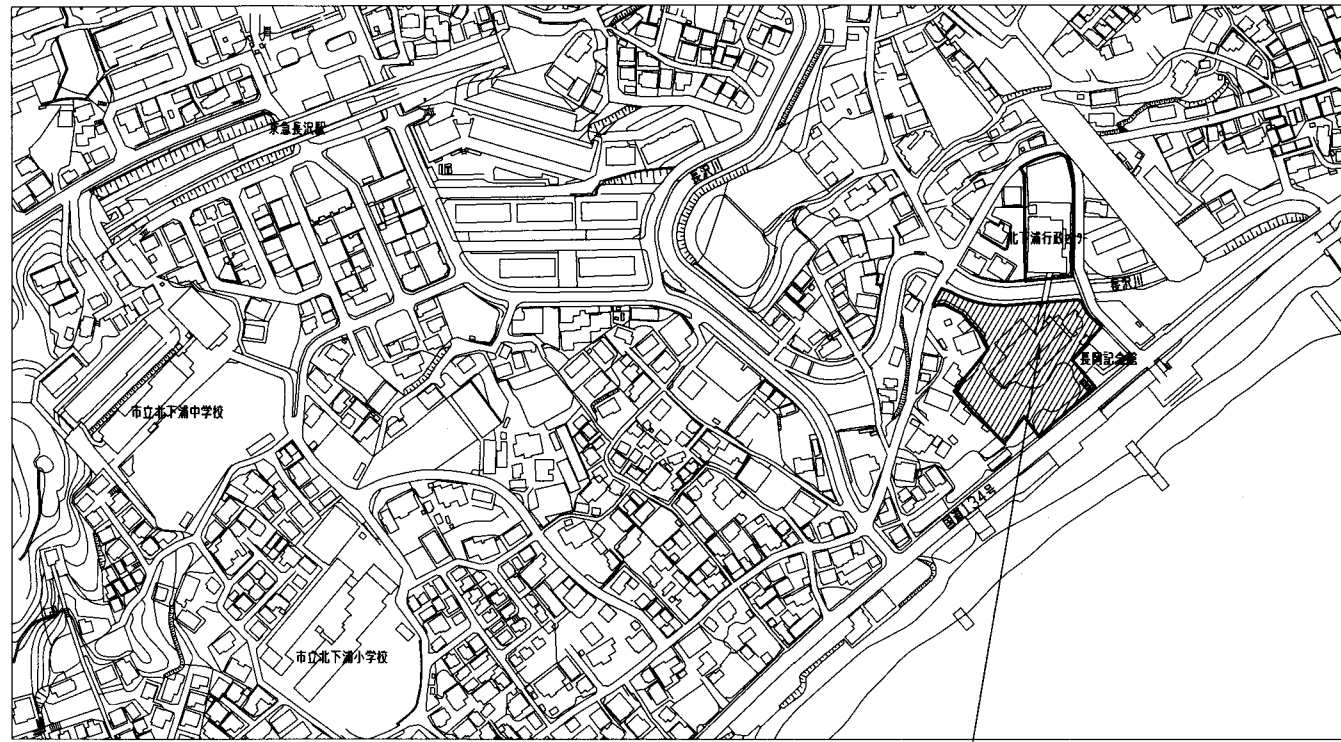 京急長沢駅
長沢川
北下浦行政センター
長沢川
長岡記念館
市立北下浦中学校
国道134号
市立北下浦小学校